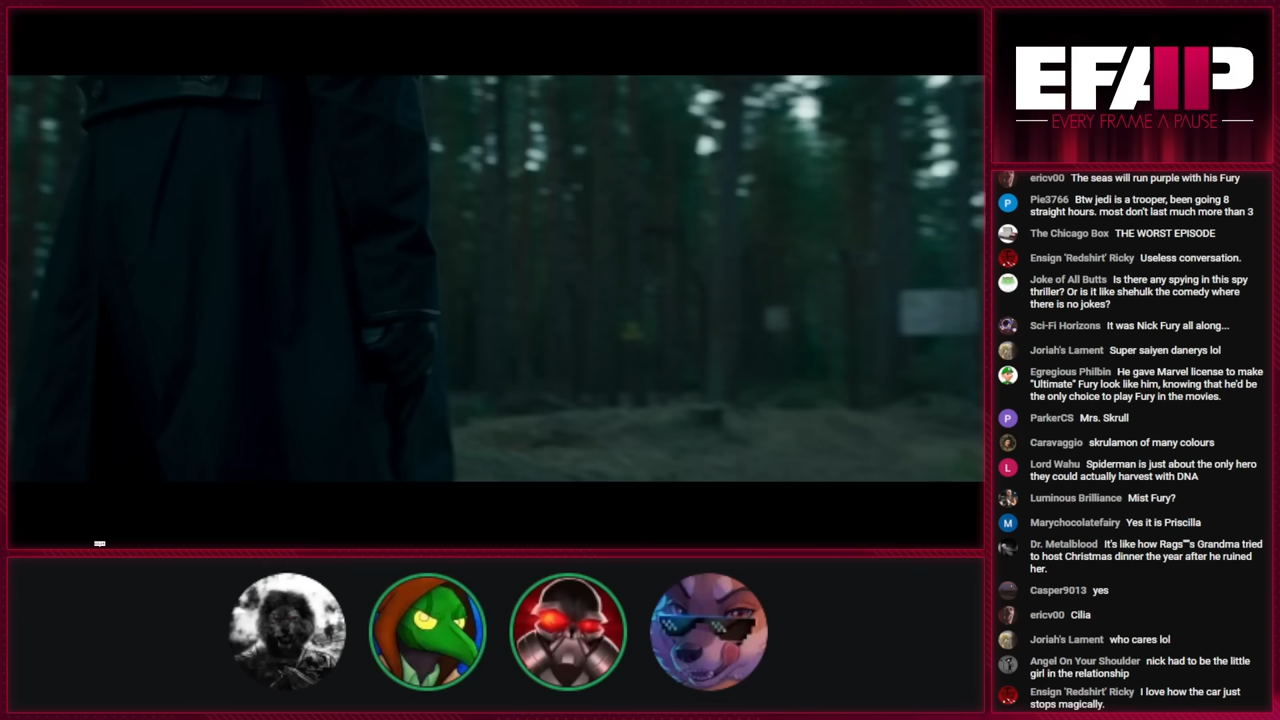 EFAP
EVERY FRAME A PAUSE
ericv00 The seas will run purple with his Fury
Pie3766 Btw jedi is a trooper, been going 8
straight hours. most don't last much more than 3
The Chicago Box THE WORST EPISODE
Ensign 'Redshirt' Ricky Useless conversation.
Joke of All Butts Is there any spying in this spy
thriller? Or is it like shehulk the comedy where
there is no jokes?
Sci-Fi Horizons It was Nick Fury all along...
Joriah's Lament Super saiyen danerys lol
Egregious Philbin He gave Marvel license to make
"Ultimate" Fury look like him, knowing that he'd be
the only choice to play Fury in the movies.
P
ParkerCS Mrs. Skrull
Caravaggio skrulamon of many colours
L
Lord Wahu Spiderman is just about the only hero
they could actually harvest with DNA
Luminous Brilliance Mist Fury?
M
Marychocolatefairy Yes it is Priscilla
Dr. Metalblood It's like how Rags"'s Grandma tried
to host Christmas dinner the year after he ruined
her.
Casper9013 yes
ericv00 Cilia
Joriah's Lament who cares lol
Angel On Your Shoulder nick had to be the little
girl in the relationship
Ensign 'Redshirt' Ricky I love how the car just
stops magically.